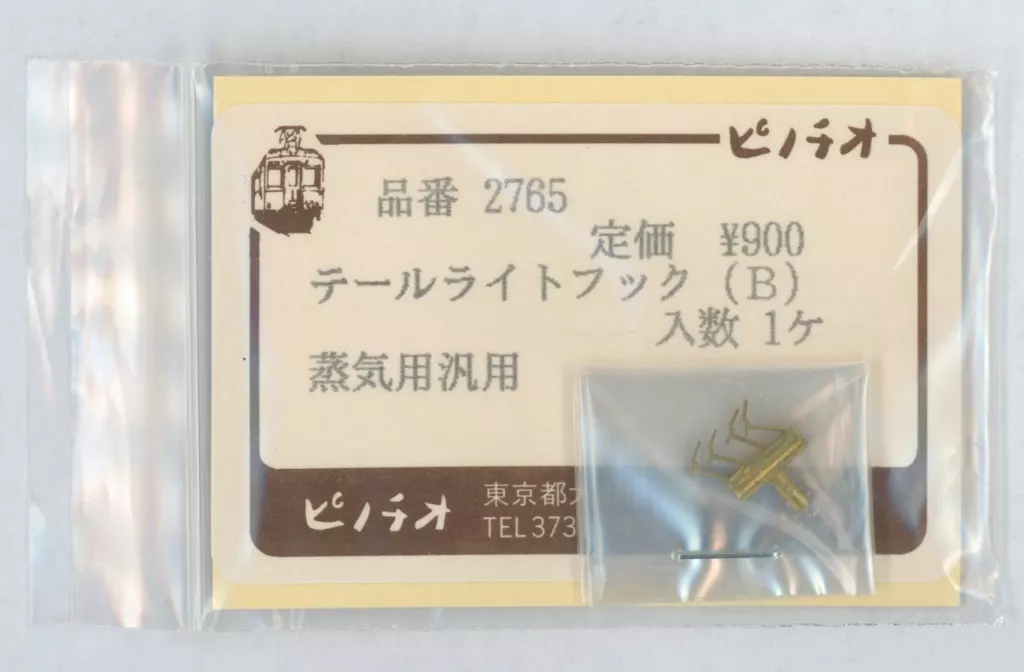 ピノチオ
品番 2765
定価 ¥900
テールライトフック (B)
入数 1ケ
蒸気用汎用
ピノチオ
東京都
TEL373